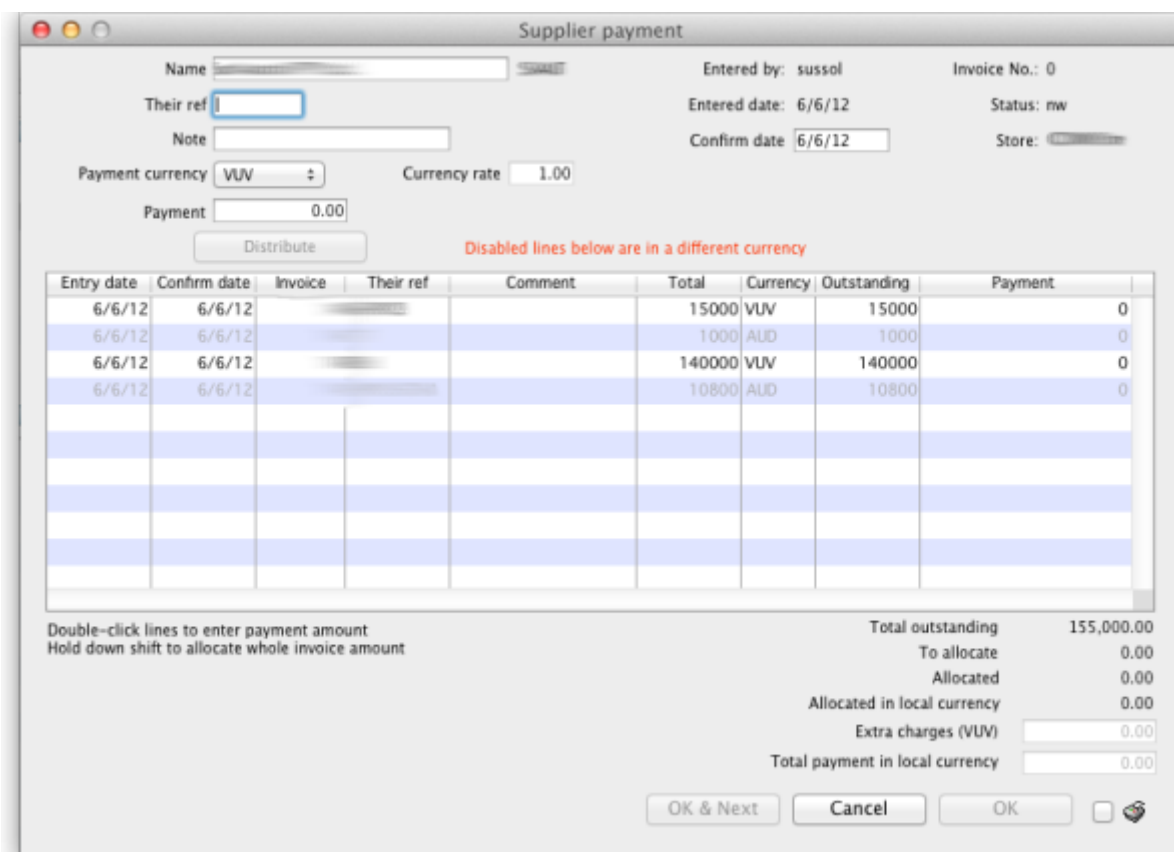 Supplier payment
Name Entered by: sussol Invoice No.: 0
Their ref Entered date: 6/6/12 Status: nw
Note Confirm date 6/6/12 Store:
Payment currency VUV Currency rate 1.00
Payment 0.00
Distribute Disabled lines below are in a different currency
Entry date Confirm date Invoice Their ref Comment Total Currency Outstanding Payment
6/6/12 6/6/12 15000 VUV 15000 0
6/6/12 6/6/12 1000 AUD 1000 0
6/6/12 6/6/12 140000 VUV 140000 0
6/6/12 6/6/12 10800 AUD 10800 0
Double-click lines to enter payment amount Total outstanding 155,000.00
Hold down shift to allocate whole invoice amount To allocate 0.00
Allocated 0.00
Allocated in local currency 0.00
Extra charges (VUV) 0.00
Total payment in local currency 0.00
OK & Next Cancel OK